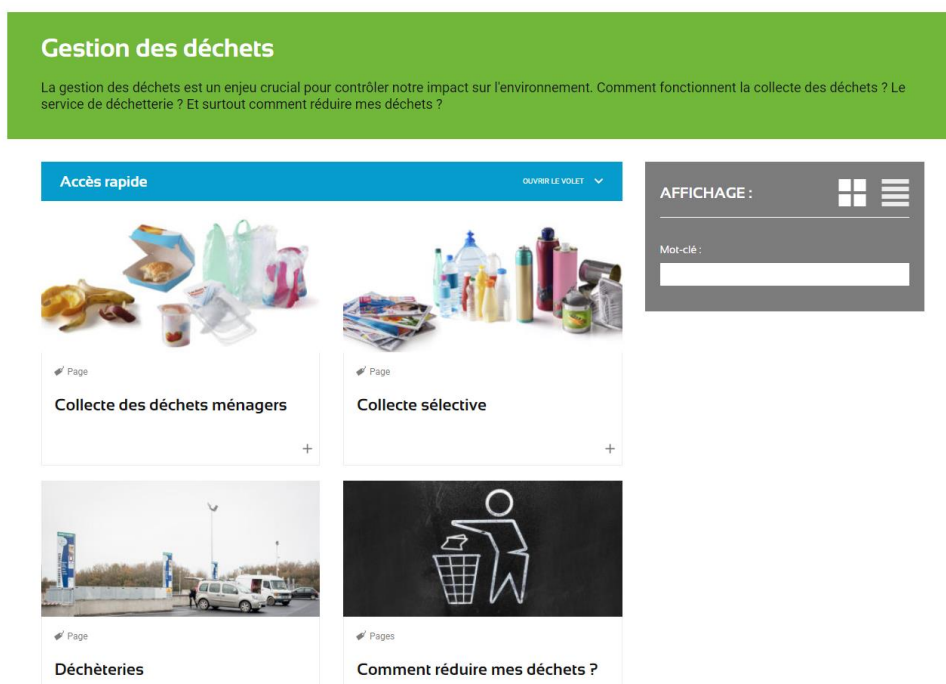 Gestion des déchets
La gestion des déchets est un enjeu crucial pour contrôler notre impact sur l'environnement. Comment fonctionnent la collecte des déchets ? Le
service de déchetterie ? Et surtout comment réduire mes déchets ?
Accès rapide
OUVRIR LE VOLET
AFFICHAGE :
Mot-clé :
Page
Page
Collecte des déchets ménagers
Collecte sélective
+
+
Page
Pages
Déchèteries
Comment réduire mes déchets ?